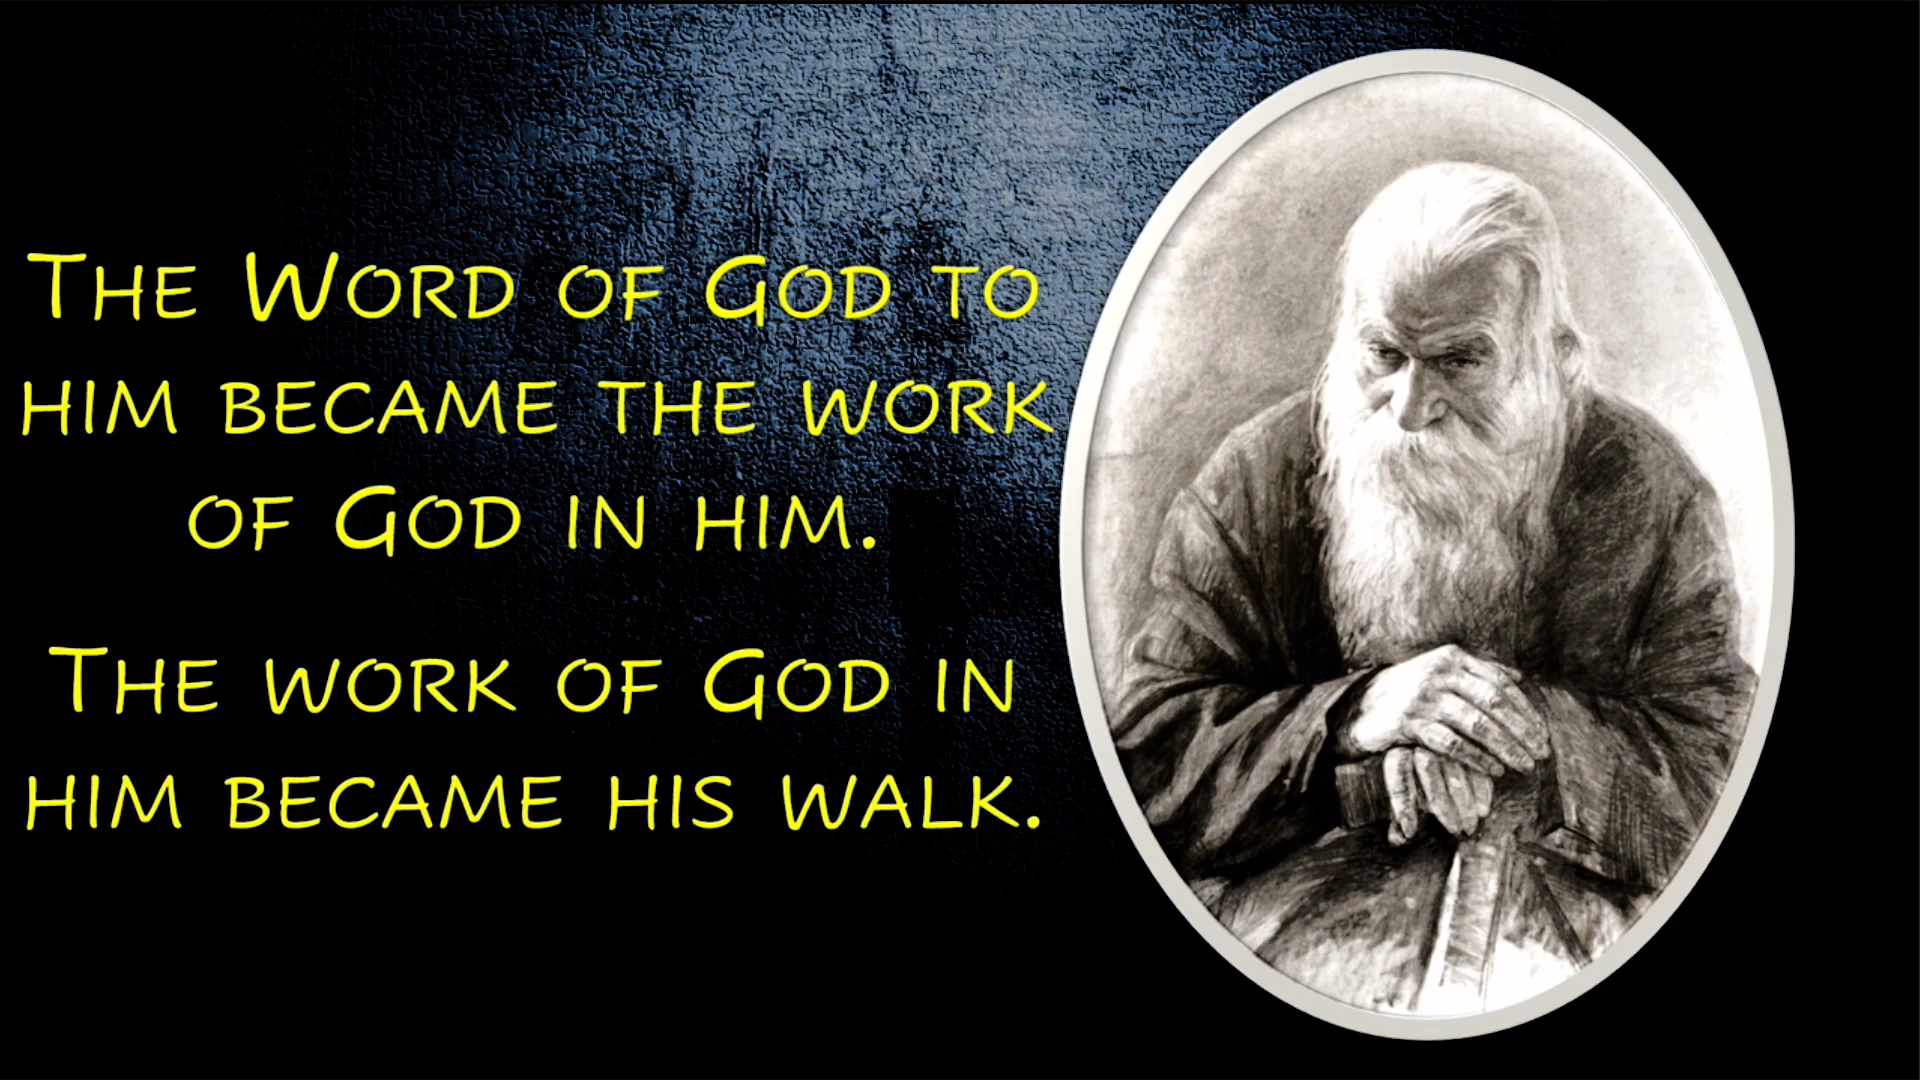 The Word of God to
him became the work
of God in him.
The work of God in
him became his walk.